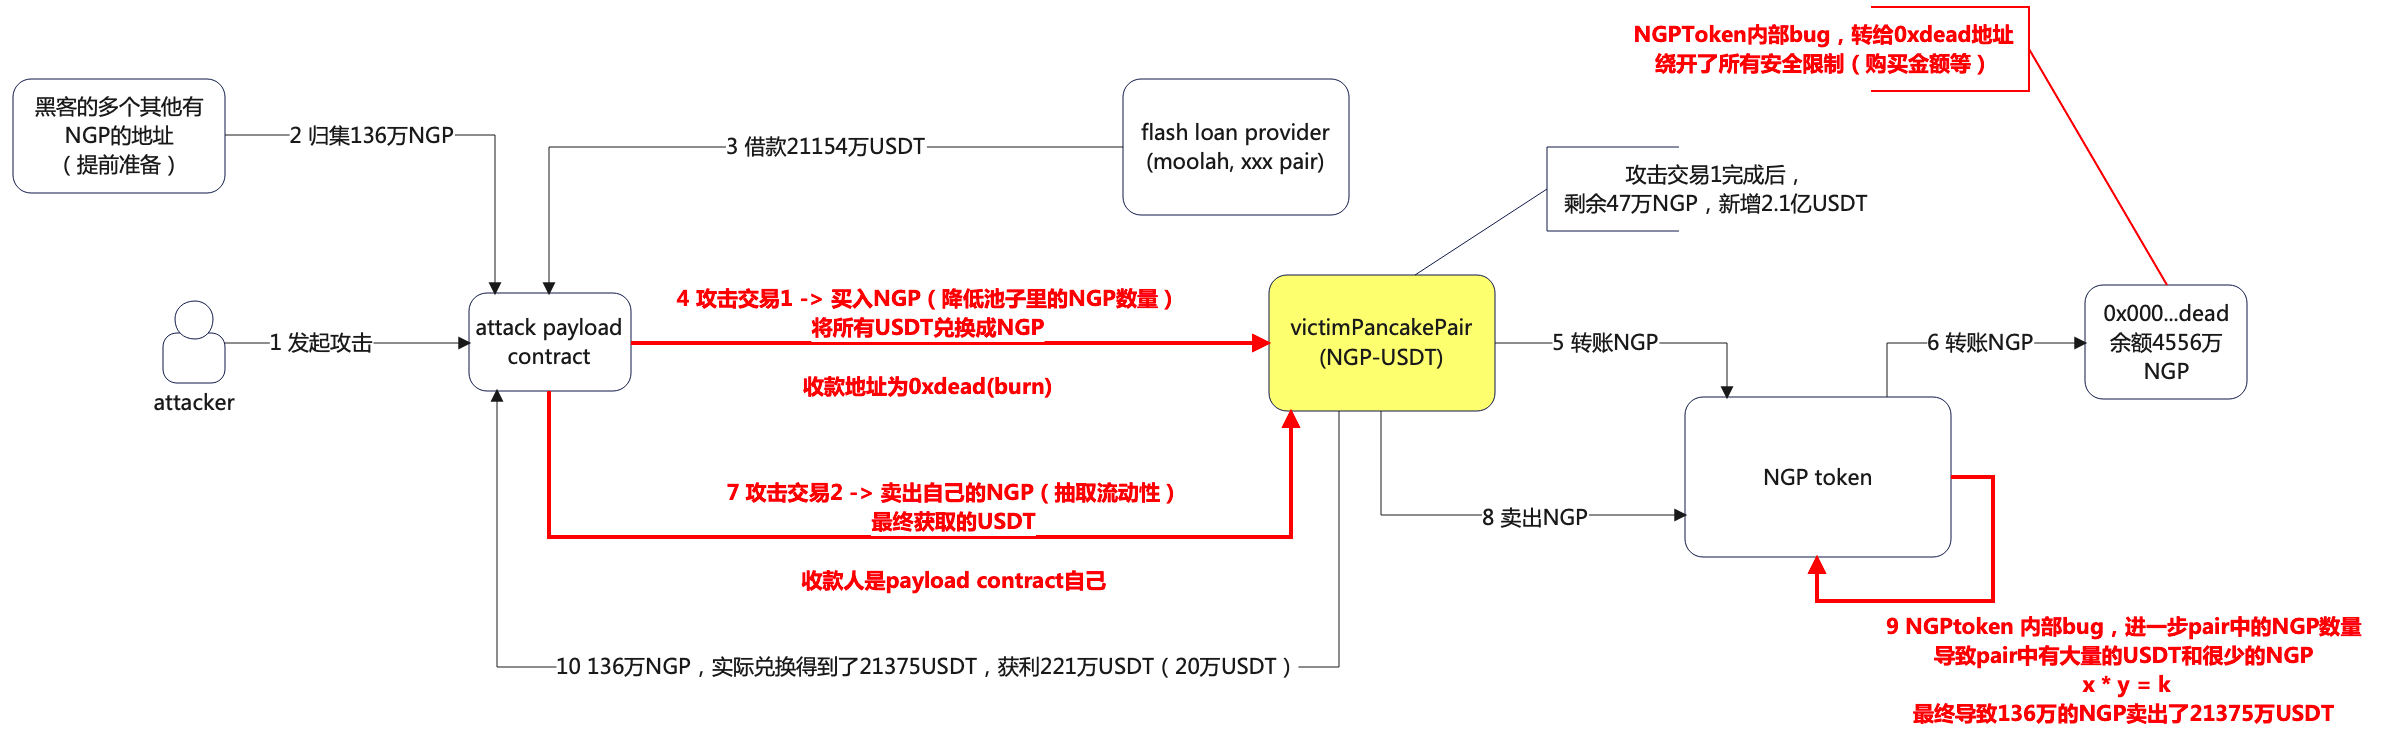 NGPToken内部bug，转给0xdead地址
绕开了所有安全限制（购买金额等）
黑客的多个其他有
NGP的地址
（提前准备）
2 归集136万NGP
3 借款21154万USDT
flash loan provider
(moolah, xxx pair)
攻击交易1完成后，
剩余47万NGP，新增2.1亿USDT
attacker
1 发起攻击
attack payload
contract
4 攻击交易1 -> 买入NGP（降低池子里的NGP数量）
将所有USDT兑换成NGP
收款地址为0xdead(burn)
victimPancakePair
(NGP-USDT)
5 转账NGP
6 转账NGP
0x000...dead
余额4556万
NGP
7 攻击交易2 -> 卖出自己的NGP（抽取流动性）
最终获取的USDT
收款人是payload contract自己
8 卖出NGP
NGP token
9 NGPtoken 内部bug，进一步pair中的NGP数量
导致pair中有大量的USDT和很少的NGP
x * y = k
最终导致136万的NGP卖出了21375万USDT
10 136万NGP，实际兑换得到了21375USDT，获利221万USDT（20万USDT）